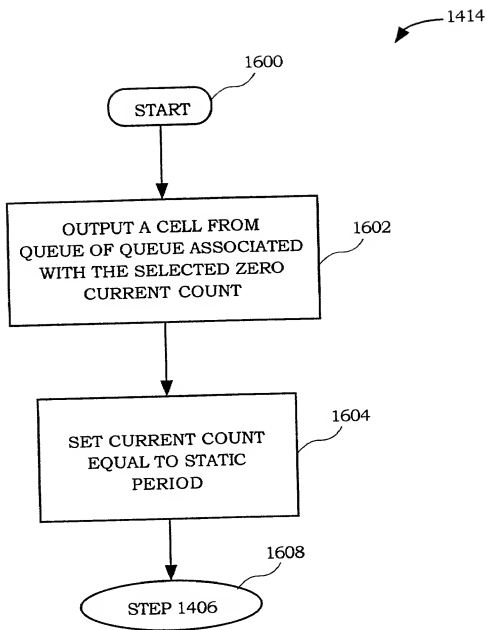 1414
1600
START
OUTPUT A CELL FROM
QUEUE OF QUEUE ASSOCIATED
WITH THE SELECTED ZERO
CURRENT COUNT
1602
SET CURRENT COUNT
EQUAL TO STATIC
PERIOD
1604
1608
STEP 1406